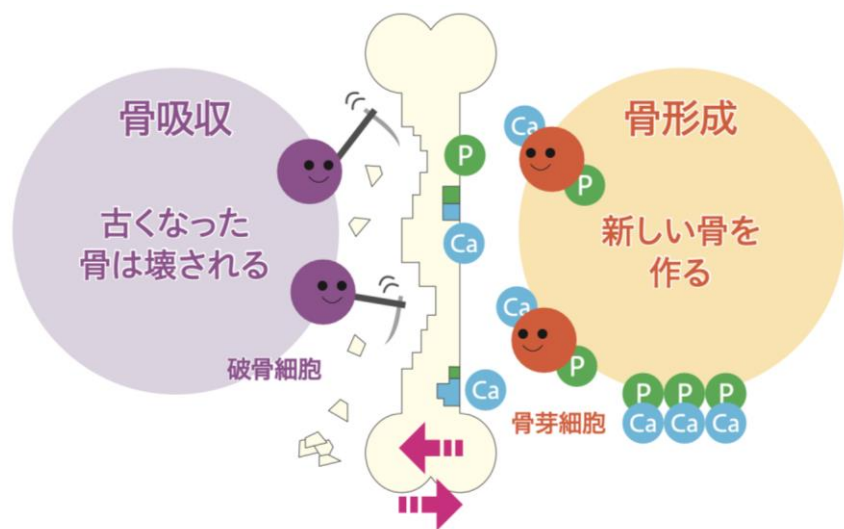 骨吸収
古くなった
骨は壊される
破骨細胞
P
Ca
Ca
Ca
P
Ca
P
骨形成
新しい骨を
作る
骨芽細胞
P P P
Ca Ca Ca